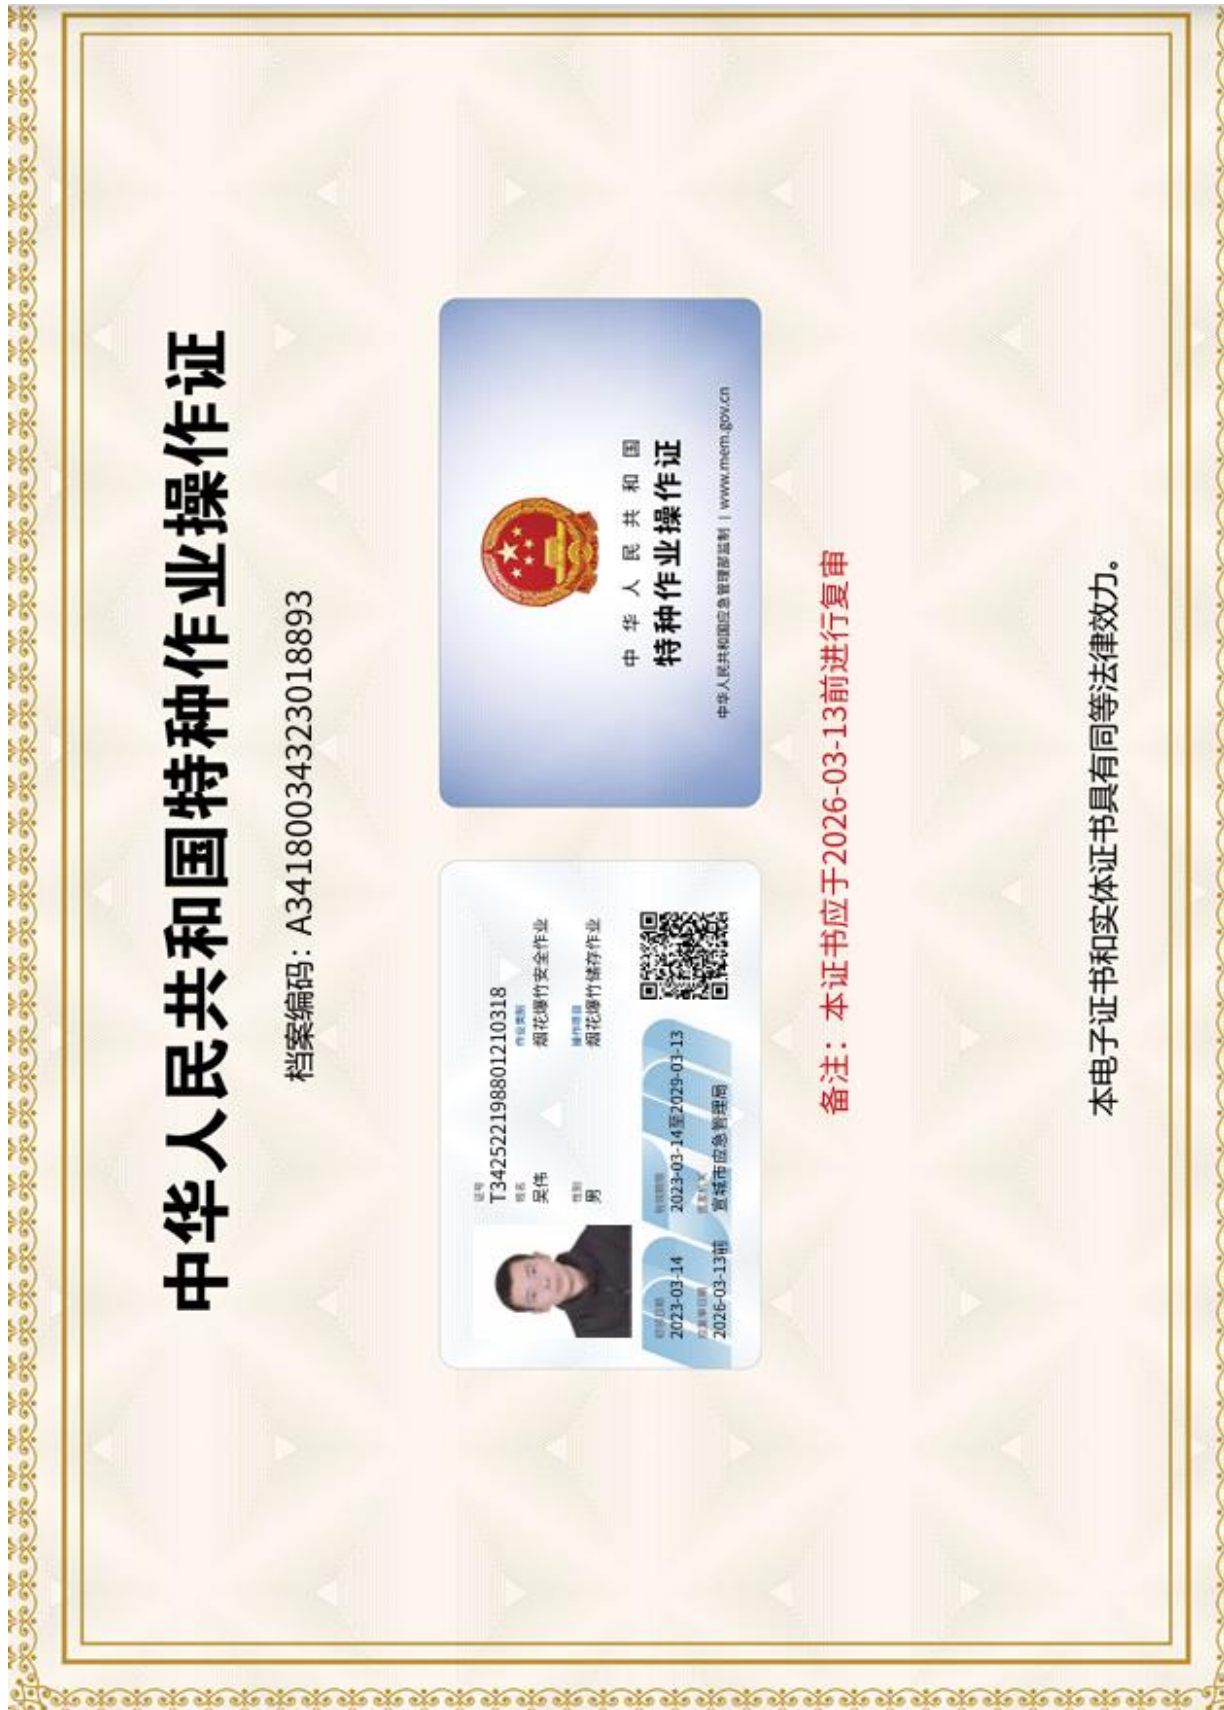 中华人民共和国特种作业操作证
档案编码：A3418003432301​8893
证号
T342522198801210318
姓名
吴伟
作业类别
烟花爆竹安全作业
性别
男
操作项目
烟花爆竹储存作业
初领日期
2023-03-14
有效期限
2023-03-14至2029-03-13
应复审日期
2026-03-13前
签发机关
宣城市应急管理局
中华人民共和国
特种作业操作证
中华人民共和国应急管理部监制 | www.mem.gov.cn
备注：本证书应于2026-03-13前进行复审
本电子证书和实体证书具有同等法律效力。